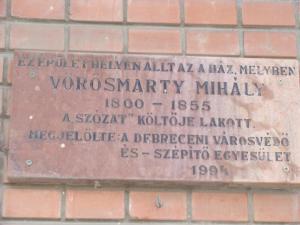 EZ ÉPÜLET HELYÉN ÁLLT AZ A HÁZ, MELYBEN
VÖRÖSMARTY MIHÁLY
1800 - 1855
A "SZÓZAT" KÖLTŐJE LAKOTT.
MEGJELÖLTE: A DEBRECENI VÁROSVÉDŐ
ÉS - SZÉPÍTŐ EGYESÜLET
1994